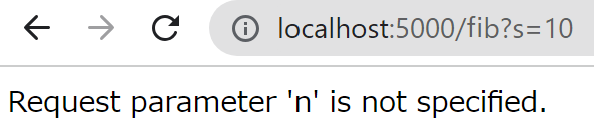 localhost:5000/fib?s=10
Request parameter 'n' is not specified.